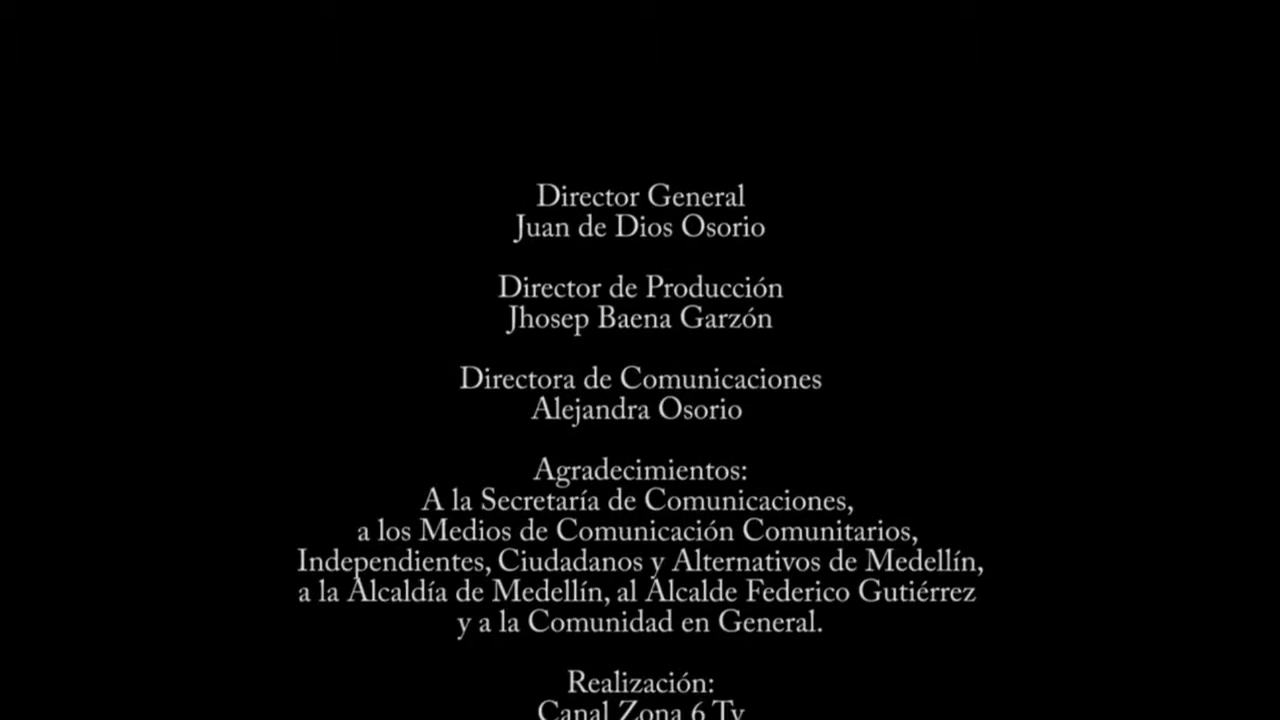 Director General
Juan de Dios Osorio
Director de Producción
Jhosep Baena Garzón
Directora de Comunicaciones
Alejandra Osorio
Agradecimientos:
A la Secretaría de Comunicaciones,
a los Medios de Comunicación Comunitarios,
Independientes, Ciudadanos y Alternativos de Medellín,
a la Alcaldía de Medellín, al Alcalde Federico Gutiérrez
y a la Comunidad en General.
Realización:
Canal Zona 6 Tv